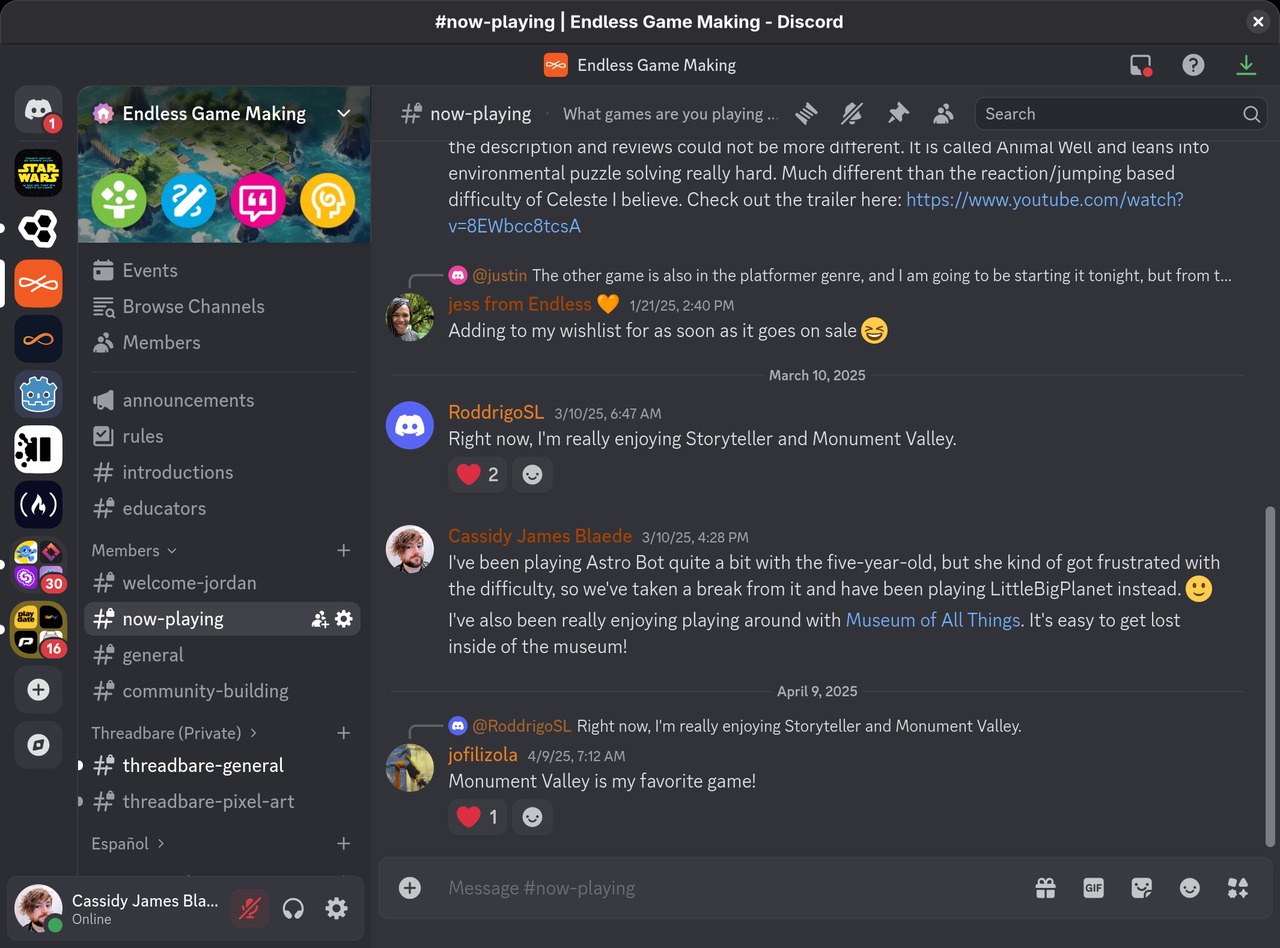 #now-playing | Endless Game Making - Discord
Endless Game Making
1
STAR
WARS
30
playdate
16
Endless Game Making
Events
Browse Channels
Members
announcements
rules
introductions
educators
Members
welcome-jordan
now-playing
general
community-building
Threadbare (Private)
threadbare-general
threadbare-pixel-art
Español
Cassidy James Bla...
Online
now-playing
What games are you playing ...
Search
the description and reviews could not be more different. It is called Animal Well and leans into
environmental puzzle solving really hard. Much different than the reaction/jumping based
difficulty of Celeste I believe. Check out the trailer here: https://www.youtube.com/watch?
v=8EWbcc8tcsA
@justin The other game is also in the platformer genre, and I am going to be starting it tonight, but from t...
jess from Endless 🧡 1/21/25, 2:40 PM
Adding to my wishlist for as soon as it goes on sale 😆
March 10, 2025
RoddrigoSL 3/10/25, 6:47 AM
Right now, I'm really enjoying Storyteller and Monument Valley.
❤️ 2
Cassidy James Blaede 3/10/25, 4:28 PM
I've been playing Astro Bot quite a bit with the five-year-old, but she kind of got frustrated with
the difficulty, so we've taken a break from it and have been playing LittleBigPlanet instead. 🙂
I've also been really enjoying playing around with Museum of All Things. It's easy to get lost
inside of the museum!
April 9, 2025
@RoddrigoSL Right now, I'm really enjoying Storyteller and Monument Valley.
jofilizola 4/9/25, 7:12 AM
Monument Valley is my favorite game!
❤️ 1
Message #now-playing
GIF